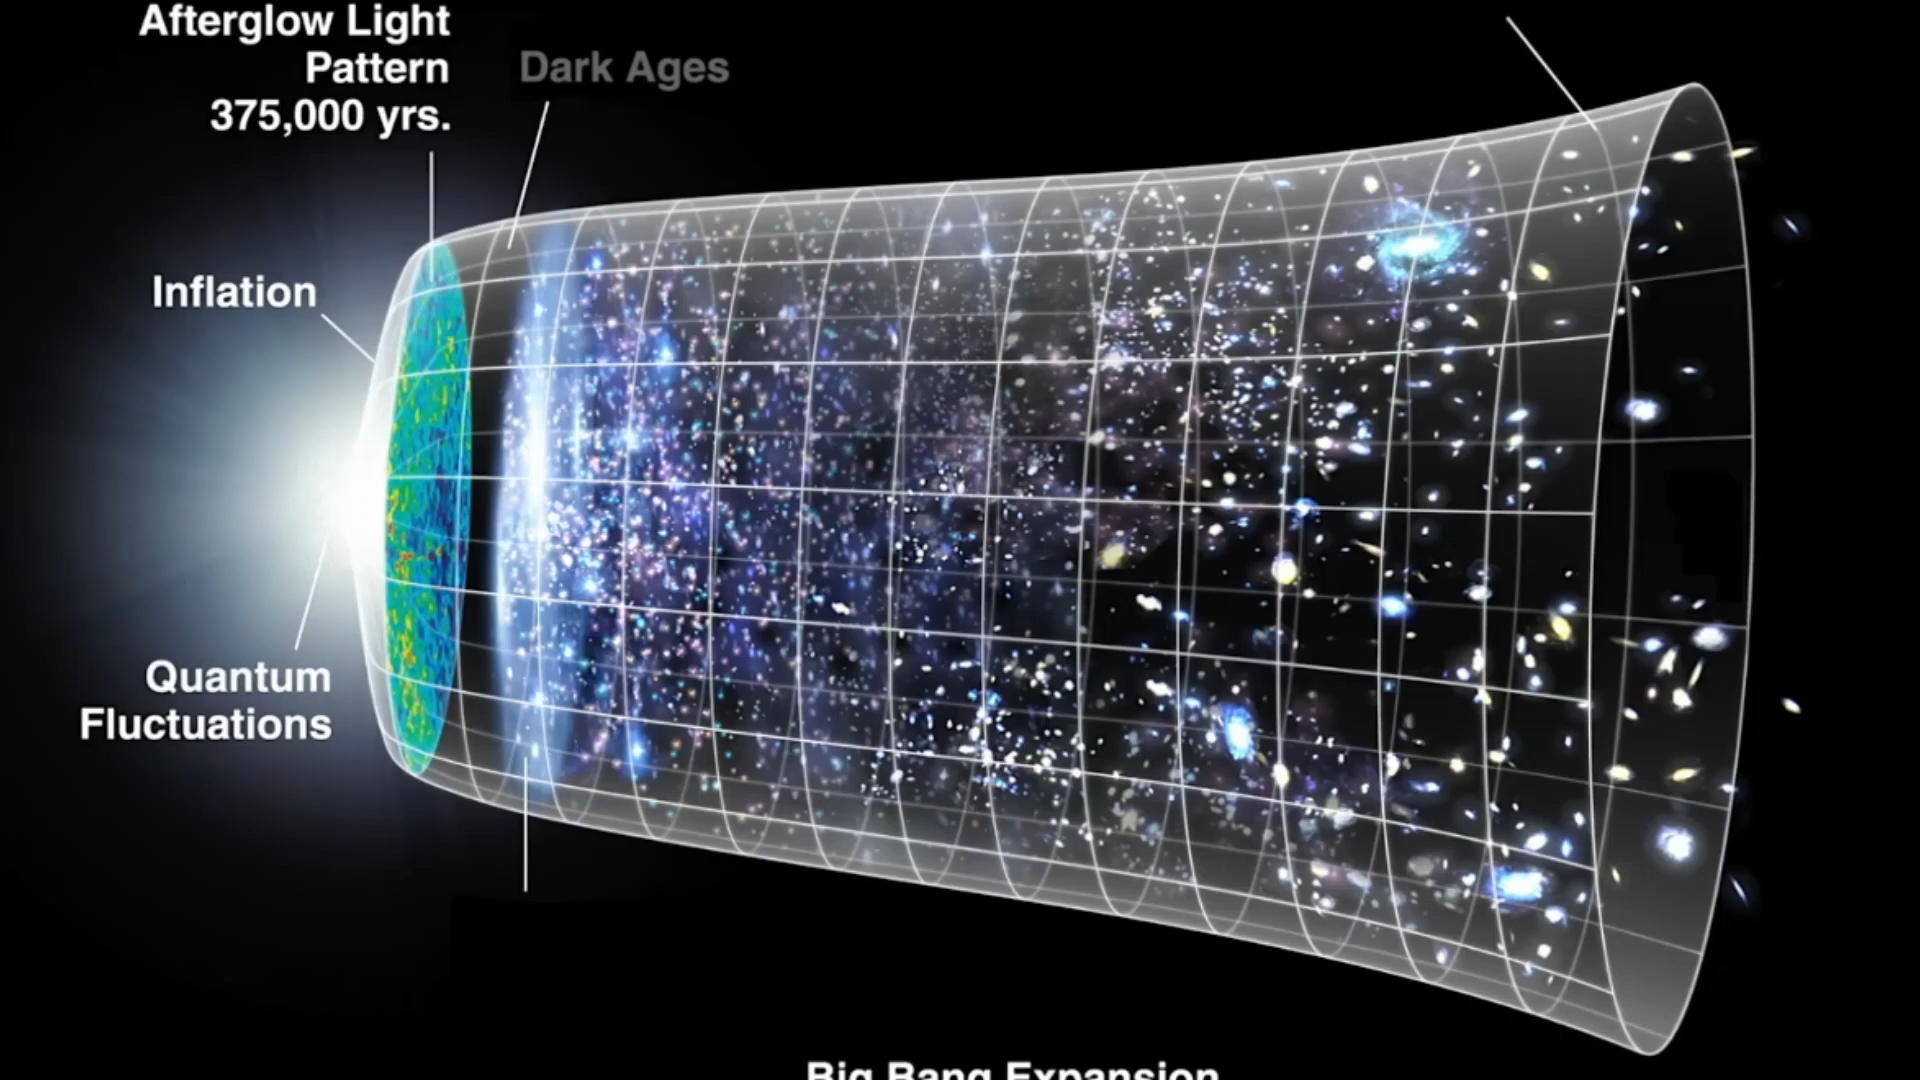 Afterglow Light
Pattern
375,000 yrs.
Dark Ages
Inflation
Quantum
Fluctuations
Big Bang Expansion